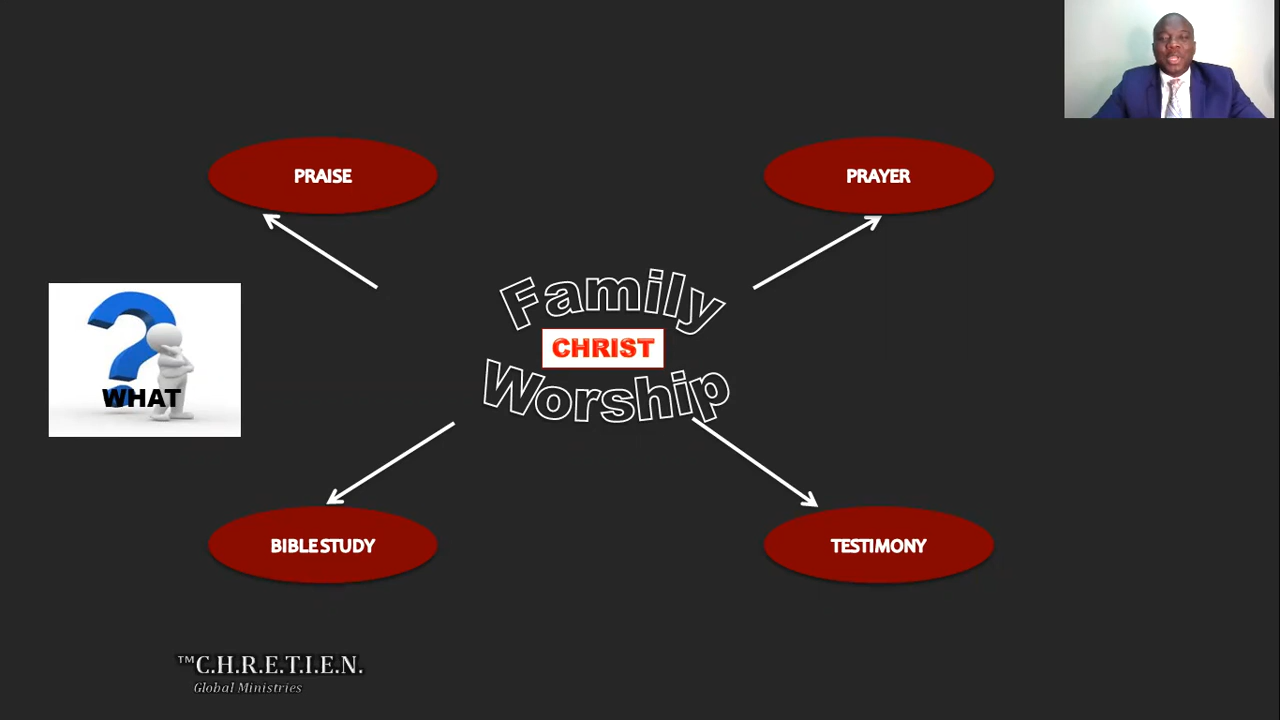 PRAISE
PRAYER
Family
CHRIST
Worship
WHAT
BIBLE STUDY
TESTIMONY
™C.H.R.E.T.I.E.N.
Global Ministries